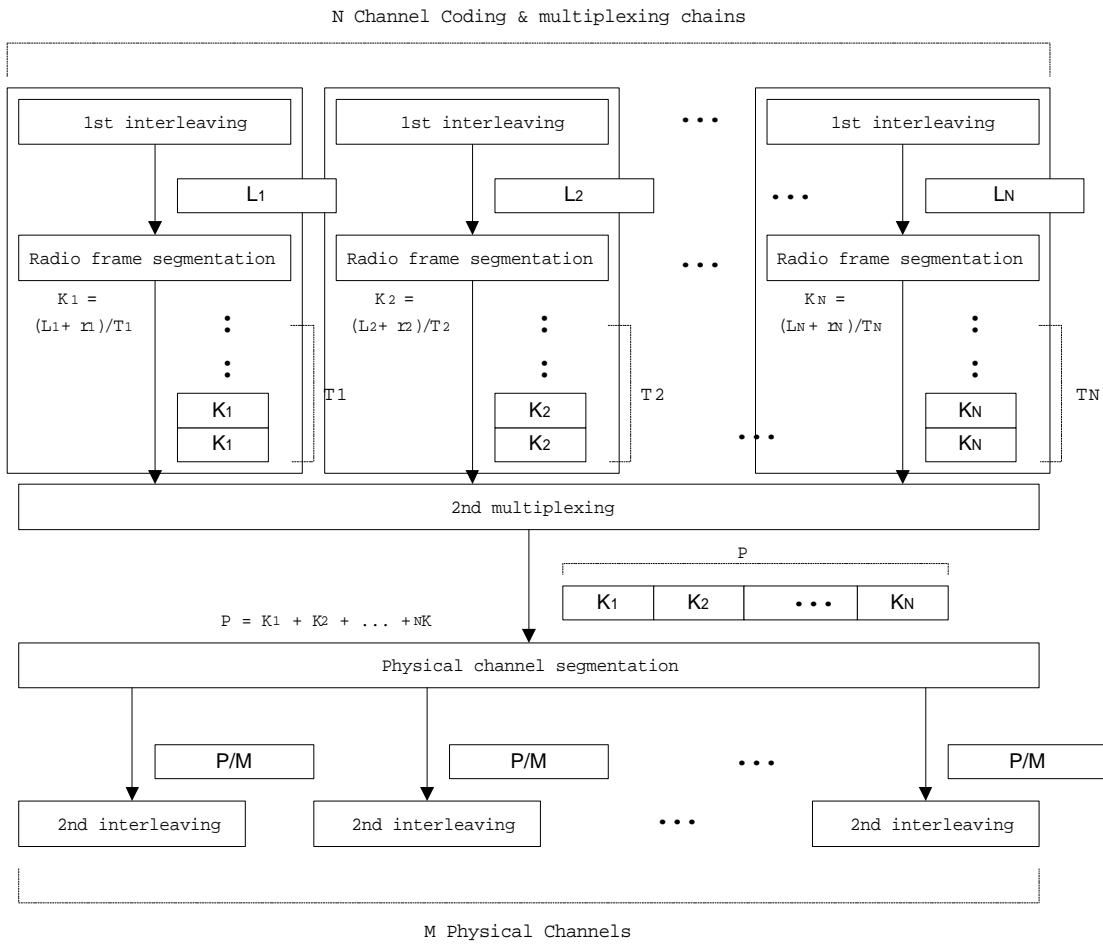 N Channel Coding & multiplexing chains
1st interleaving
1st interleaving
...
1st interleaving
L1
L2
...
LN
Radio frame segmentation
Radio frame segmentation
...
Radio frame segmentation
K1 =
(L1+ r1)/T1
K2 =
(L2+ r2)/T2
KN =
(LN+ rN)/TN
T1
T2
TN
K1
K2
KN
K1
K2
...
KN
2nd multiplexing
P
K1 K2 ... KN
P = K1 + K2 + ... +NK
Physical channel segmentation
P/M
P/M
...
P/M
2nd interleaving
2nd interleaving
...
2nd interleaving
M Physical Channels